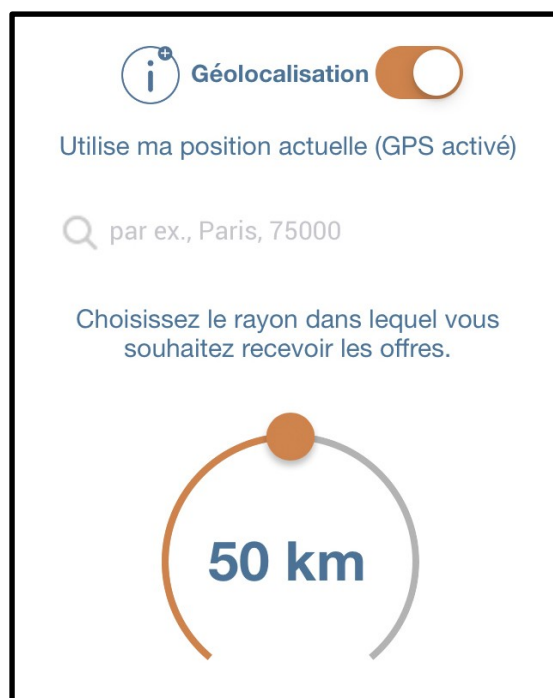 Géolocalisation
Utilise ma position actuelle (GPS activé)
par ex., Paris, 75000
Choisissez le rayon dans lequel vous
souhaitez recevoir les offres.
50 km